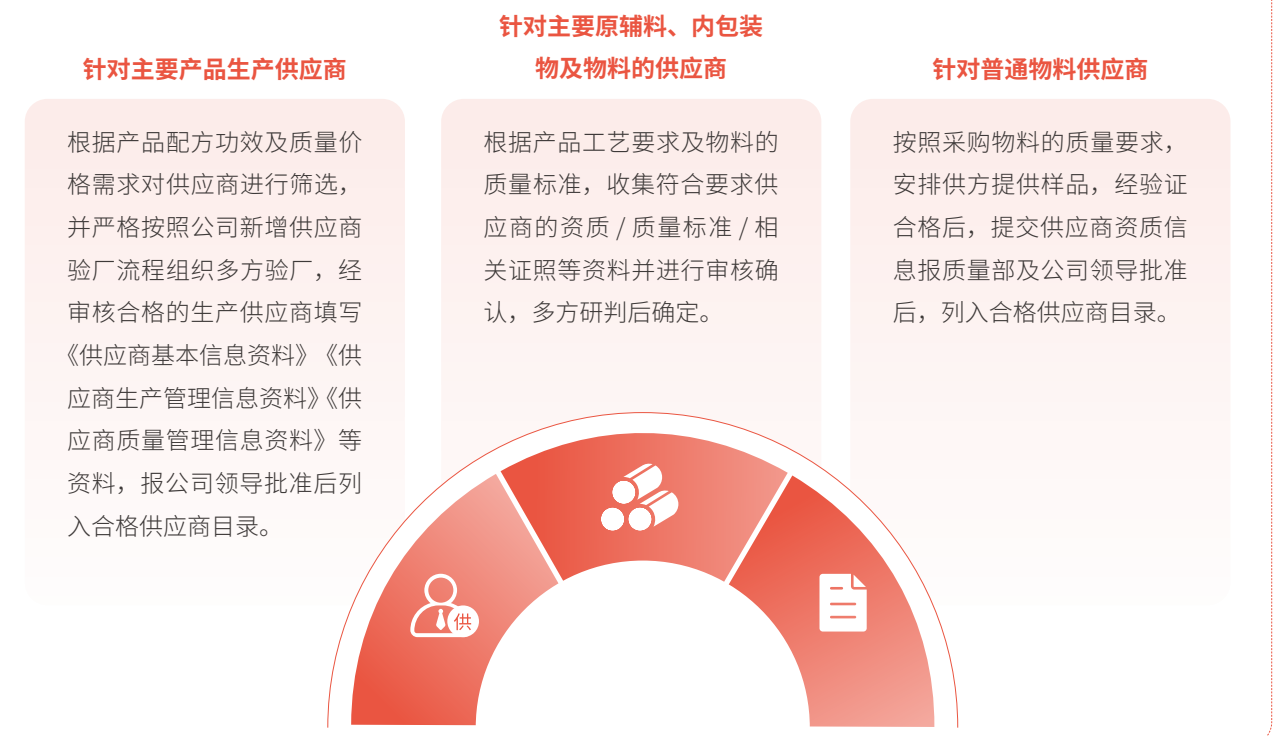 针对主要产品生产供应商
根据产品配方功效及质量价
格需求对供应商进行筛选，
并严格按照公司新增供应商
验厂流程组织多方验厂，经
审核合格的生产供应商填写
《供应商基本信息资料》《供
应商生产管理信息资料》《供
应商质量管理信息资料》等
资料，报公司领导批准后列
入合格供应商目录。
针对主要原辅料、内包装
物及物料的供应商
根据产品工艺要求及物料的
质量标准，收集符合要求供
应商的资质 / 质量标准 / 相
关证照等资料并进行审核确
认，多方研判后确定。
针对普通物料供应商
按照采购物料的质量要求，
安排供方提供样品，经验证
合格后，提交供应商资质信
息报质量部及公司领导批准
后，列入合格供应商目录。
供